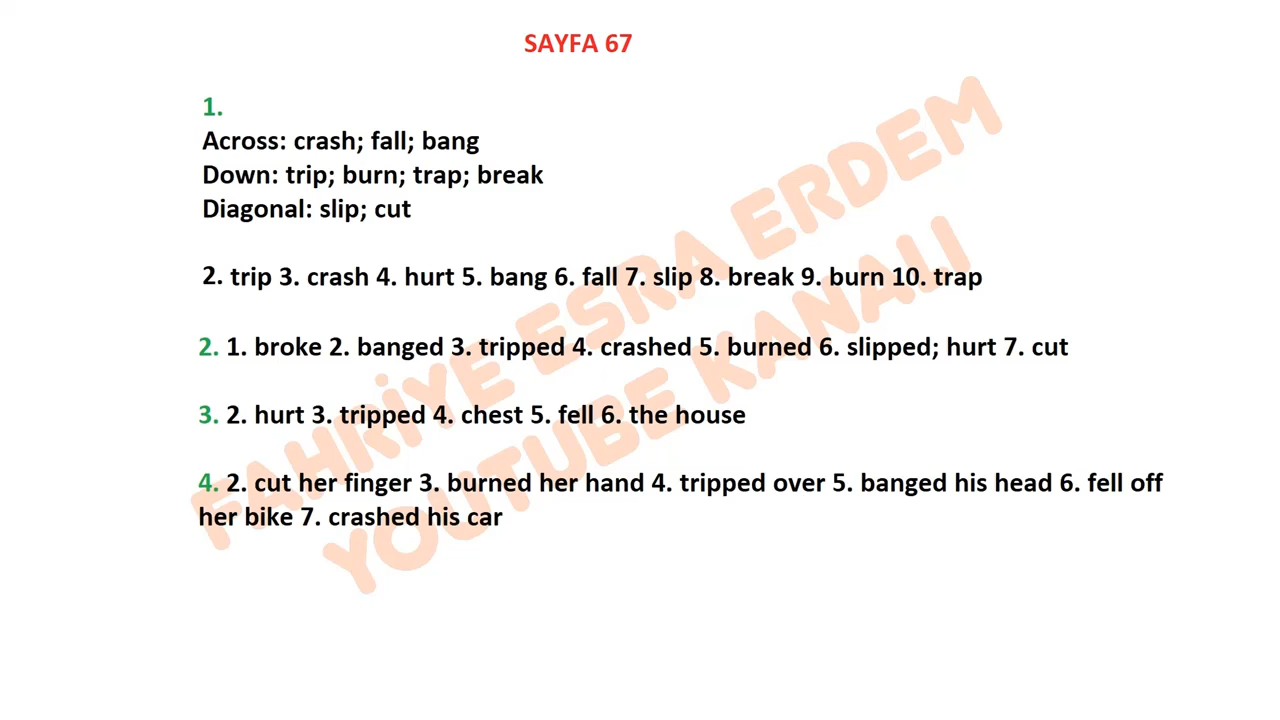 SAYFA 67
1.
Across: crash; fall; bang
Down: trip; burn; trap; break
Diagonal: slip; cut
2. trip 3. crash 4. hurt 5. bang 6. fall 7. slip 8. break 9. burn 10. trap
2. 1. broke 2. banged 3. tripped 4. crashed 5. burned 6. slipped; hurt 7. cut
3. 2. hurt 3. tripped 4. chest 5. fell 6. the house
4. 2. cut her finger 3. burned her hand 4. tripped over 5. banged his head 6. fell off
her bike 7. crashed his car
FAHRİYE ESRA ERDEM
YOUTUBE KANALI